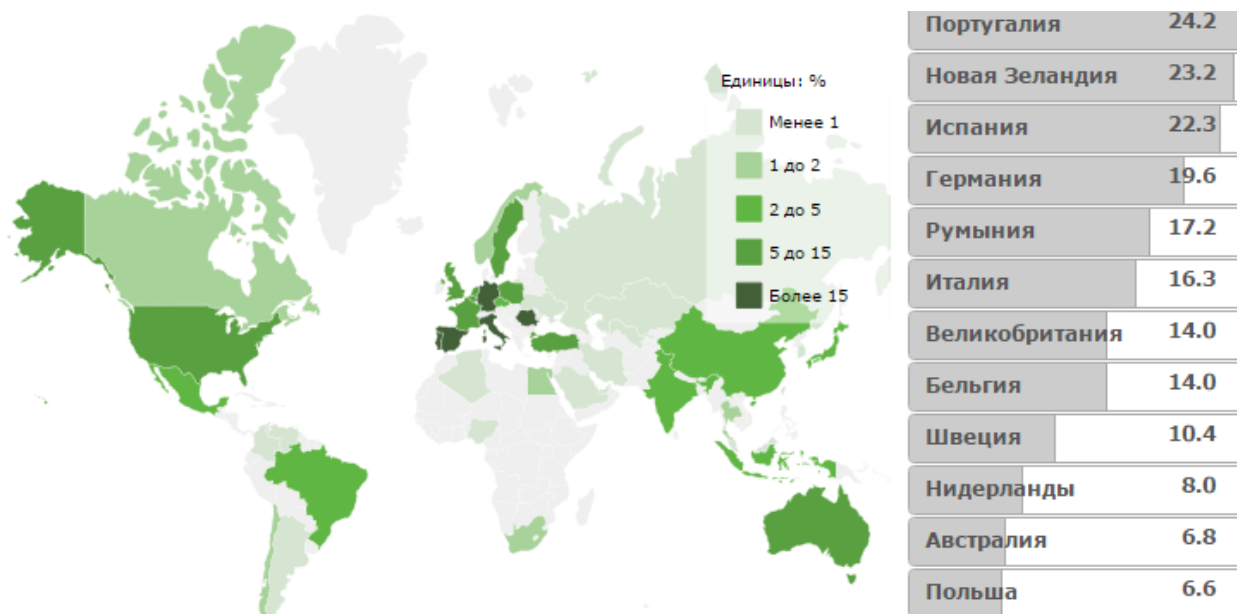 Единицы: %
Менее 1
1 до 2
2 до 5
5 до 15
Более 15
Португалия 24.2
Новая Зеландия 23.2
Испания 22.3
Германия 19.6
Румыния 17.2
Италия 16.3
Великобритания 14.0
Бельгия 14.0
Швеция 10.4
Нидерланды 8.0
Австралия 6.8
Польша 6.6